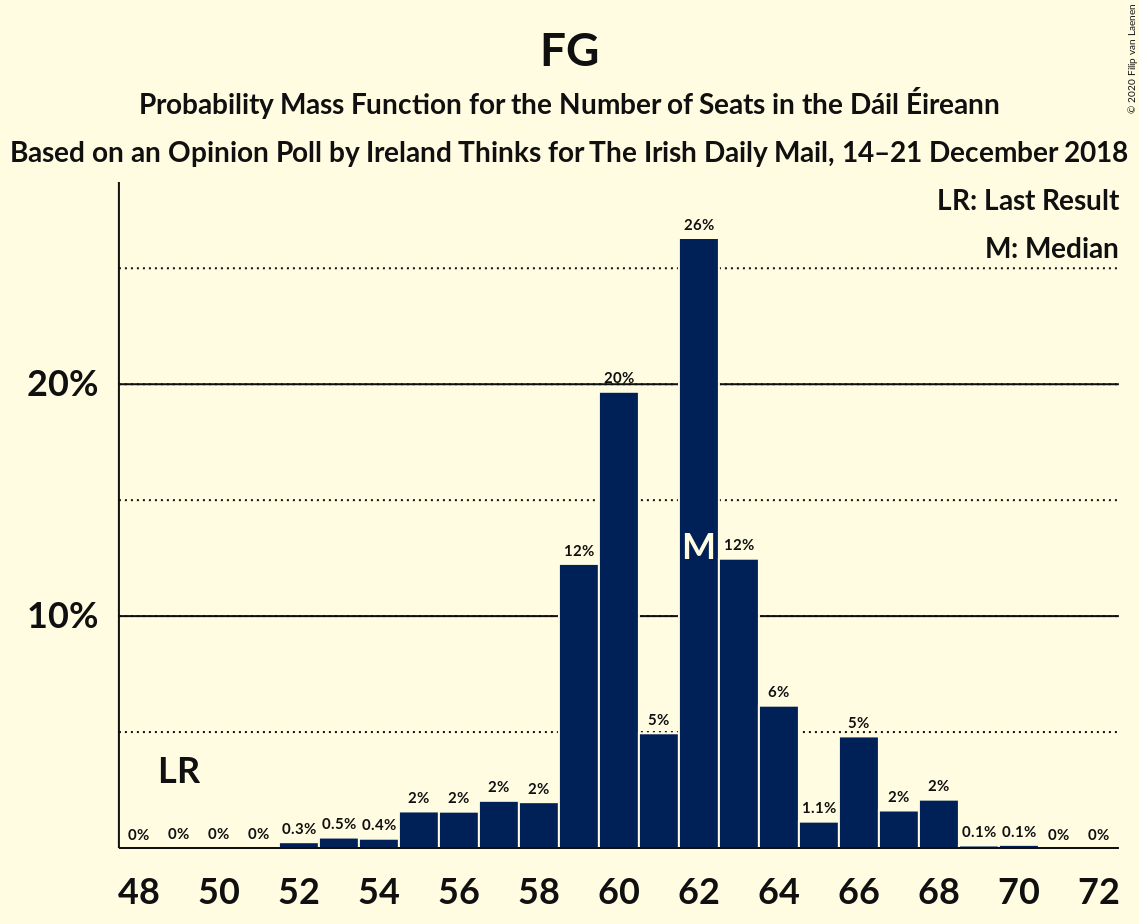 FG
Probability Mass Function for the Number of Seats in the Dáil Éireann
Based on an Opinion Poll by Ireland Thinks for The Irish Daily Mail, 14–21 December 2018
© 2020 Filip van Laenen
LR: Last Result
M: Median
20%
10%
LR
M
0% 0% 0% 0% 0.3% 0.5% 0.4% 2% 2% 2% 2% 12% 20% 5% 26% 12% 6% 1.1% 5% 2% 2% 0.1% 0.1% 0% 0%
48 50 52 54 56 58 60 62 64 66 68 70 72